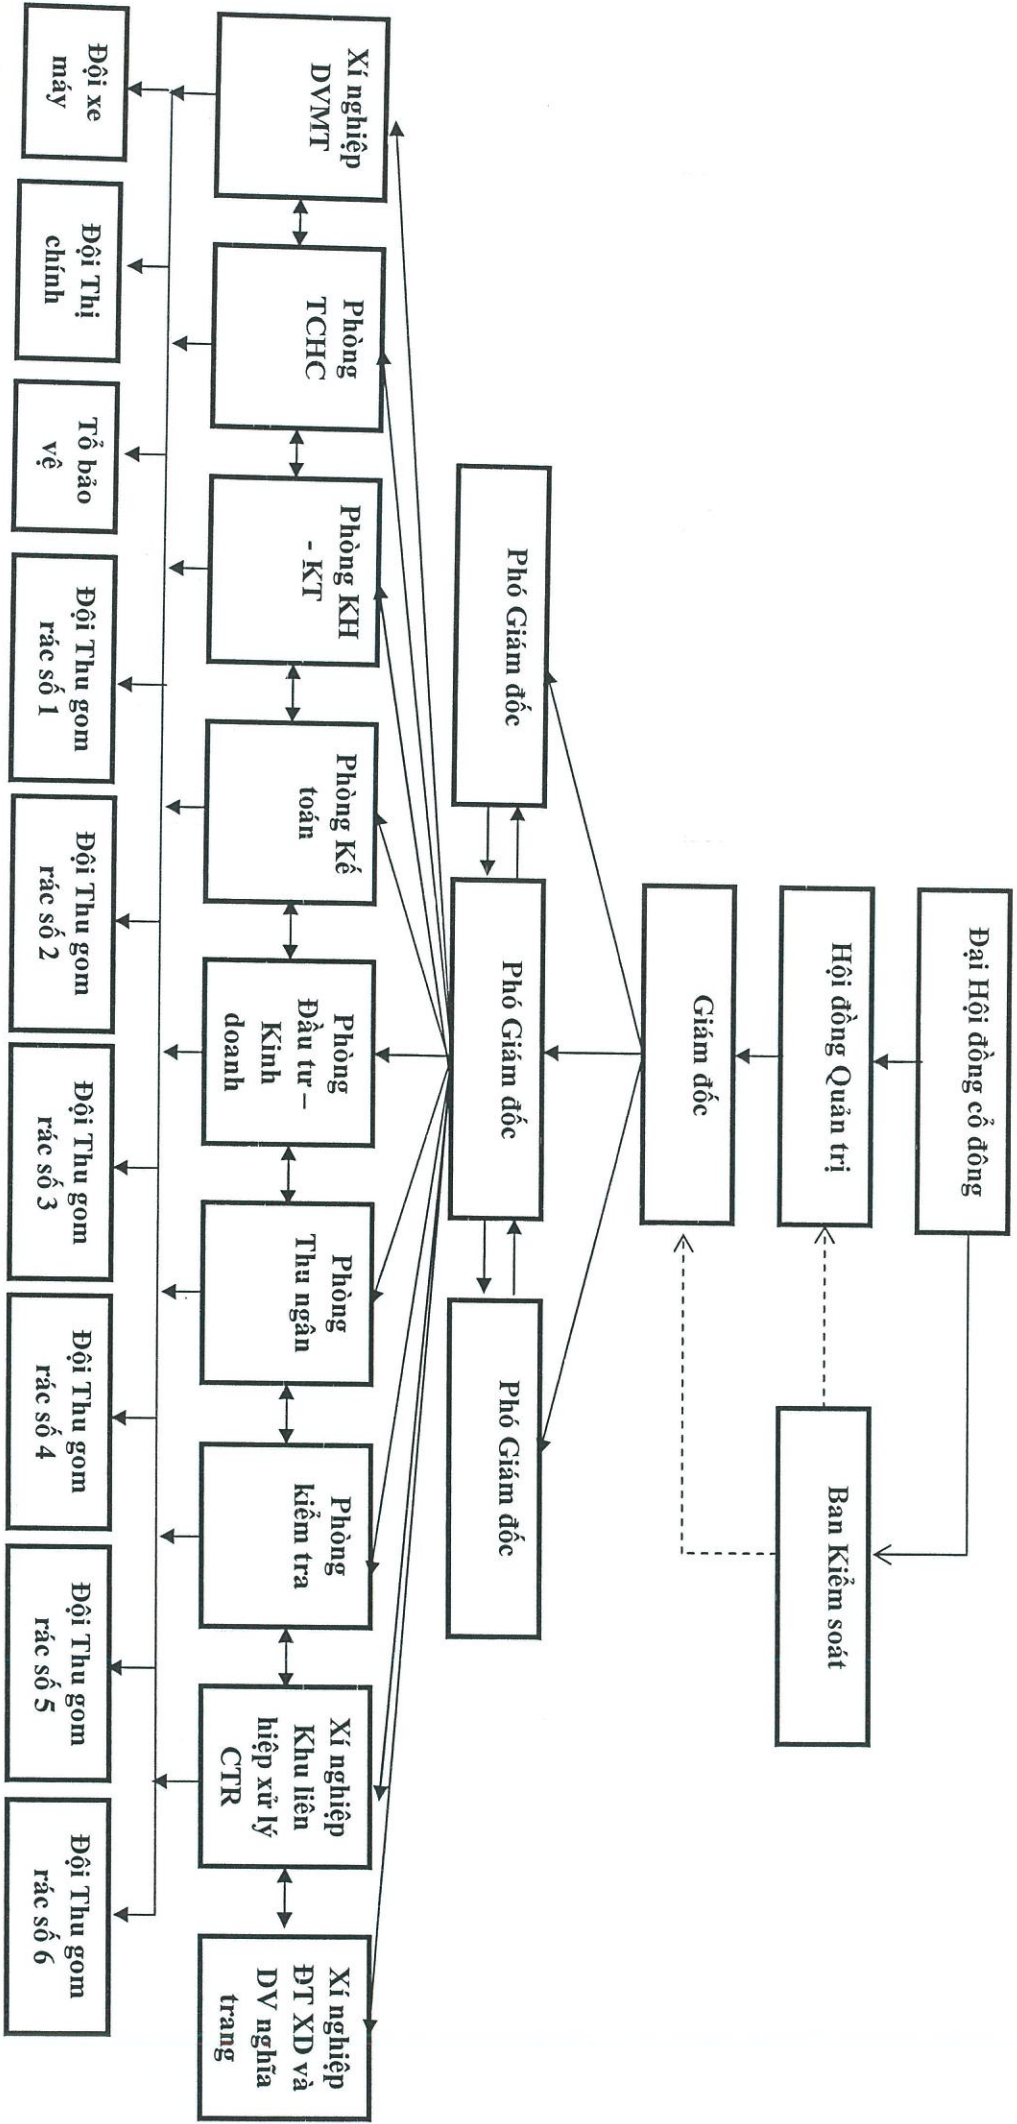 Đại Hội đồng cổ đông
Hội đồng Quản trị
Ban Kiểm soát
Giám đốc
Phó Giám đốc
Phó Giám đốc
Phó Giám đốc
Xí nghiệp
DVMT
Phòng
TCHC
Phòng KH
- KT
Phòng Kế
toán
Phòng
Đầu tư –
Kinh
doanh
Phòng
Thu ngân
Phòng
kiểm tra
Xí nghiệp
Khu liên
hiệp xử lý
CTR
Xí nghiệp
ĐT XD và
DV nghĩa
trang
Đội xe
máy
Đội Thị
chính
Tổ bảo
vệ
Đội Thu gom
rác số 1
Đội Thu gom
rác số 2
Đội Thu gom
rác số 3
Đội Thu gom
rác số 4
Đội Thu gom
rác số 5
Đội Thu gom
rác số 6